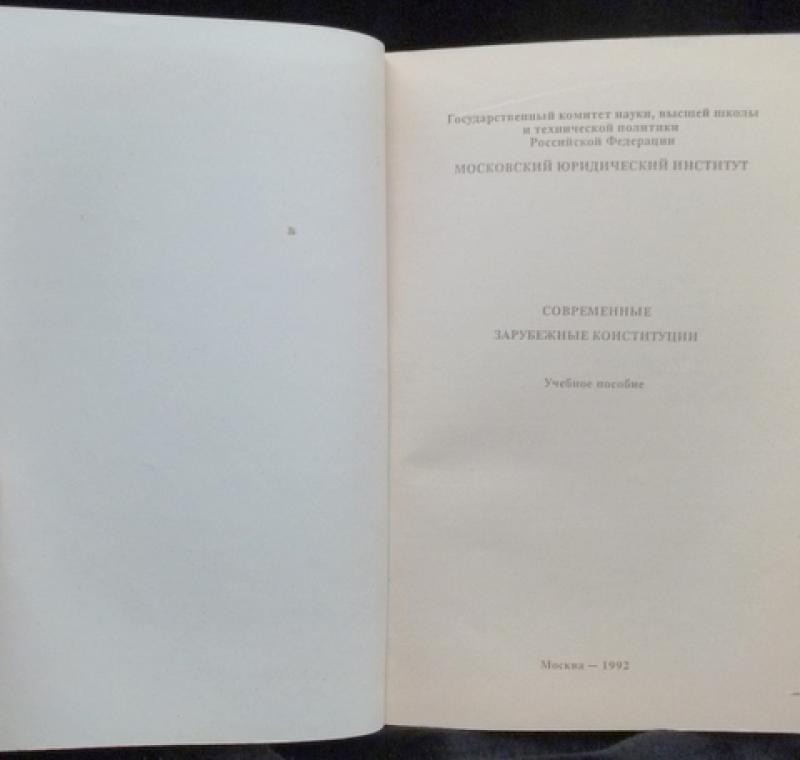 Государственный комитет науки, высшей школы
и технической политики
Российской Федерации
МОСКОВСКИЙ ЮРИДИЧЕСКИЙ ИНСТИТУТ
СОВРЕМЕННЫЕ
ЗАРУБЕЖНЫЕ КОНСТИТУЦИИ
Учебное пособие
Москва — 1992